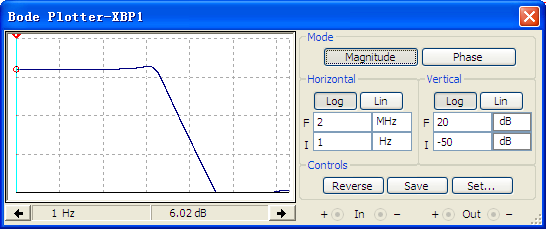 Bode Plotter-XBP1
Mode
Magnitude Phase
Horizontal Vertical
Log Lin Log Lin
F 2 MHz F 20 dB
I 1 Hz I -50 dB
Controls
Reverse Save Set...
1 Hz 6.02 dB + In − + Out −